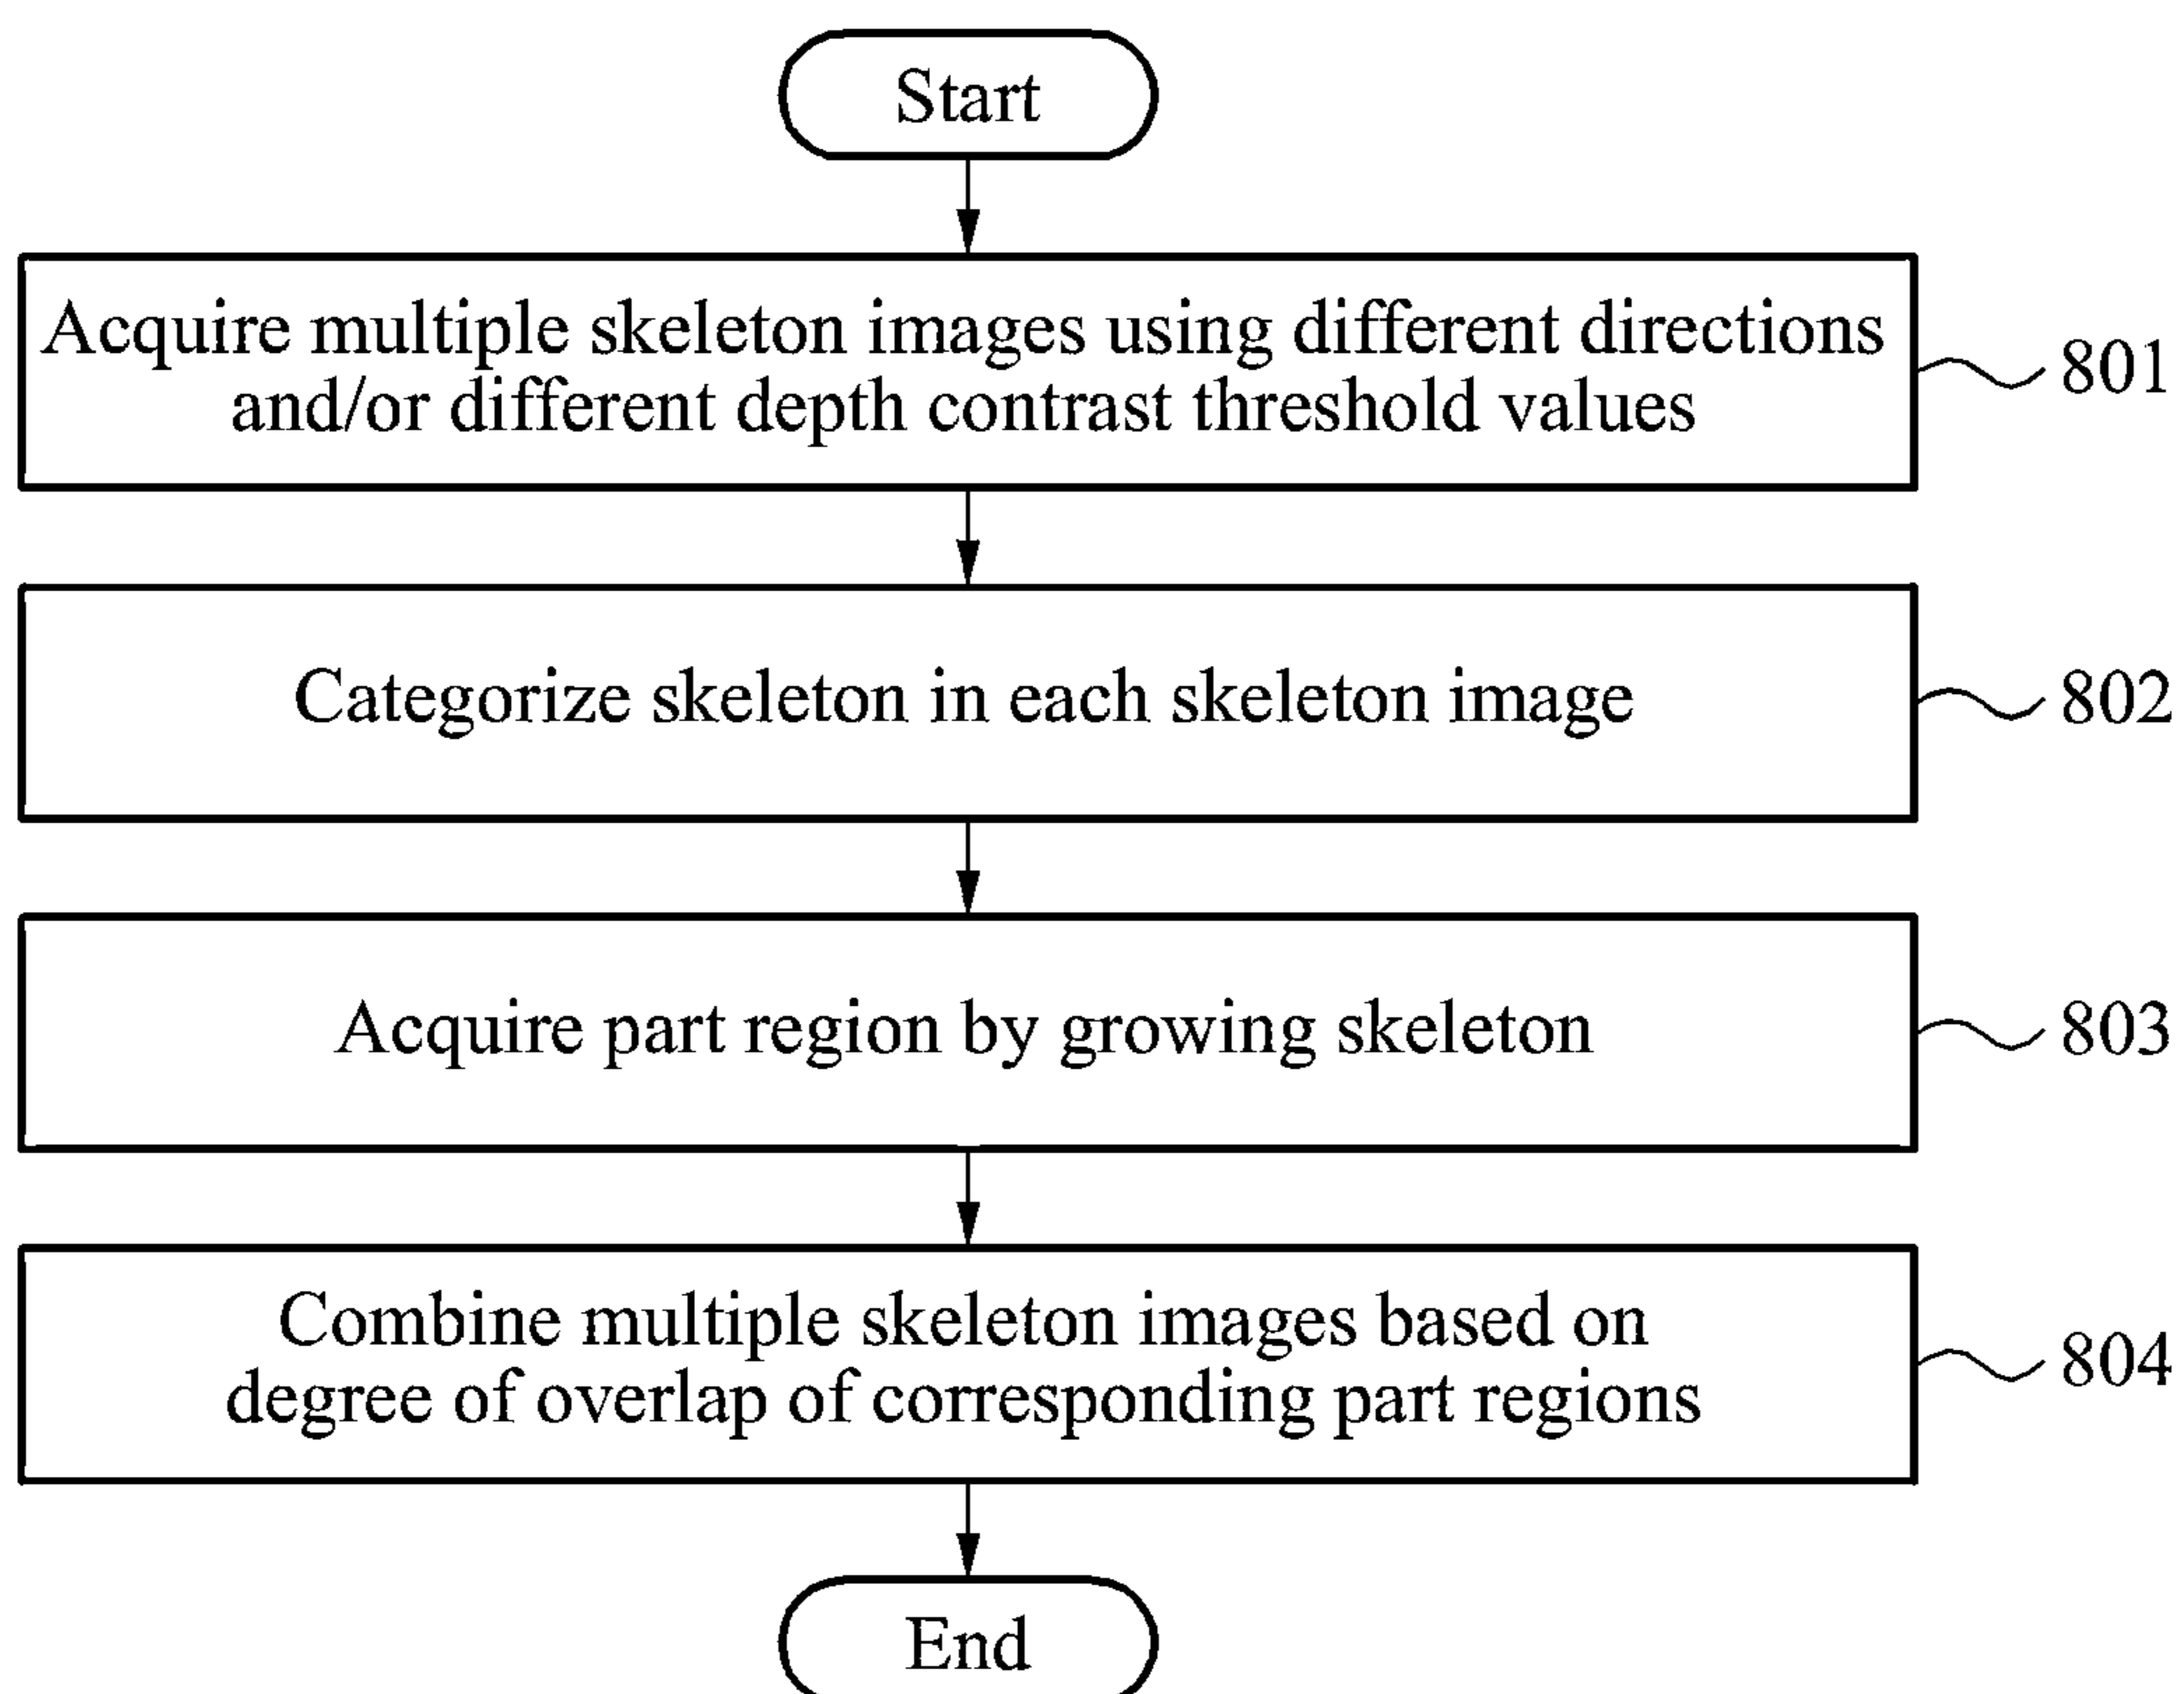 Start
Acquire multiple skeleton images using different directions
and/or different depth contrast threshold values
801
Categorize skeleton in each skeleton image
802
Acquire part region by growing skeleton
803
Combine multiple skeleton images based on
degree of overlap of corresponding part regions
804
End